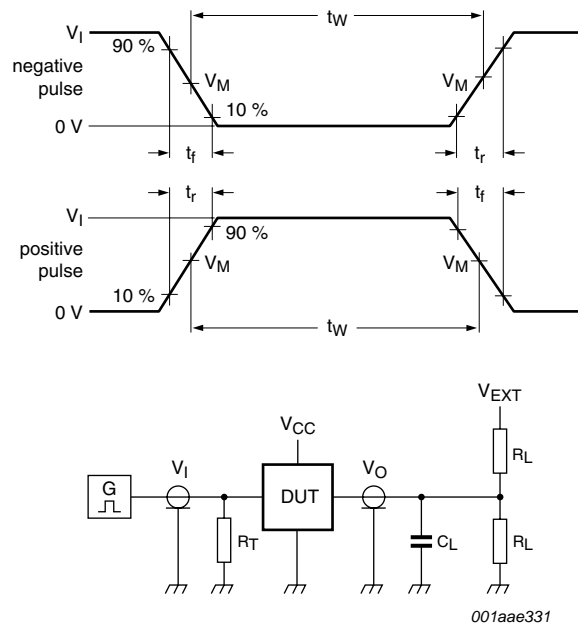 V_I
t_W
90 %
negative
pulse
V_M
V_M
10 %
0 V
t_f
t_r
t_r
t_f
V_I
90 %
positive
pulse
V_M
V_M
10 %
0 V
t_W
V_EXT
V_CC
R_L
V_I
V_O
G
DUT
R_T
C_L
R_L
001aae331